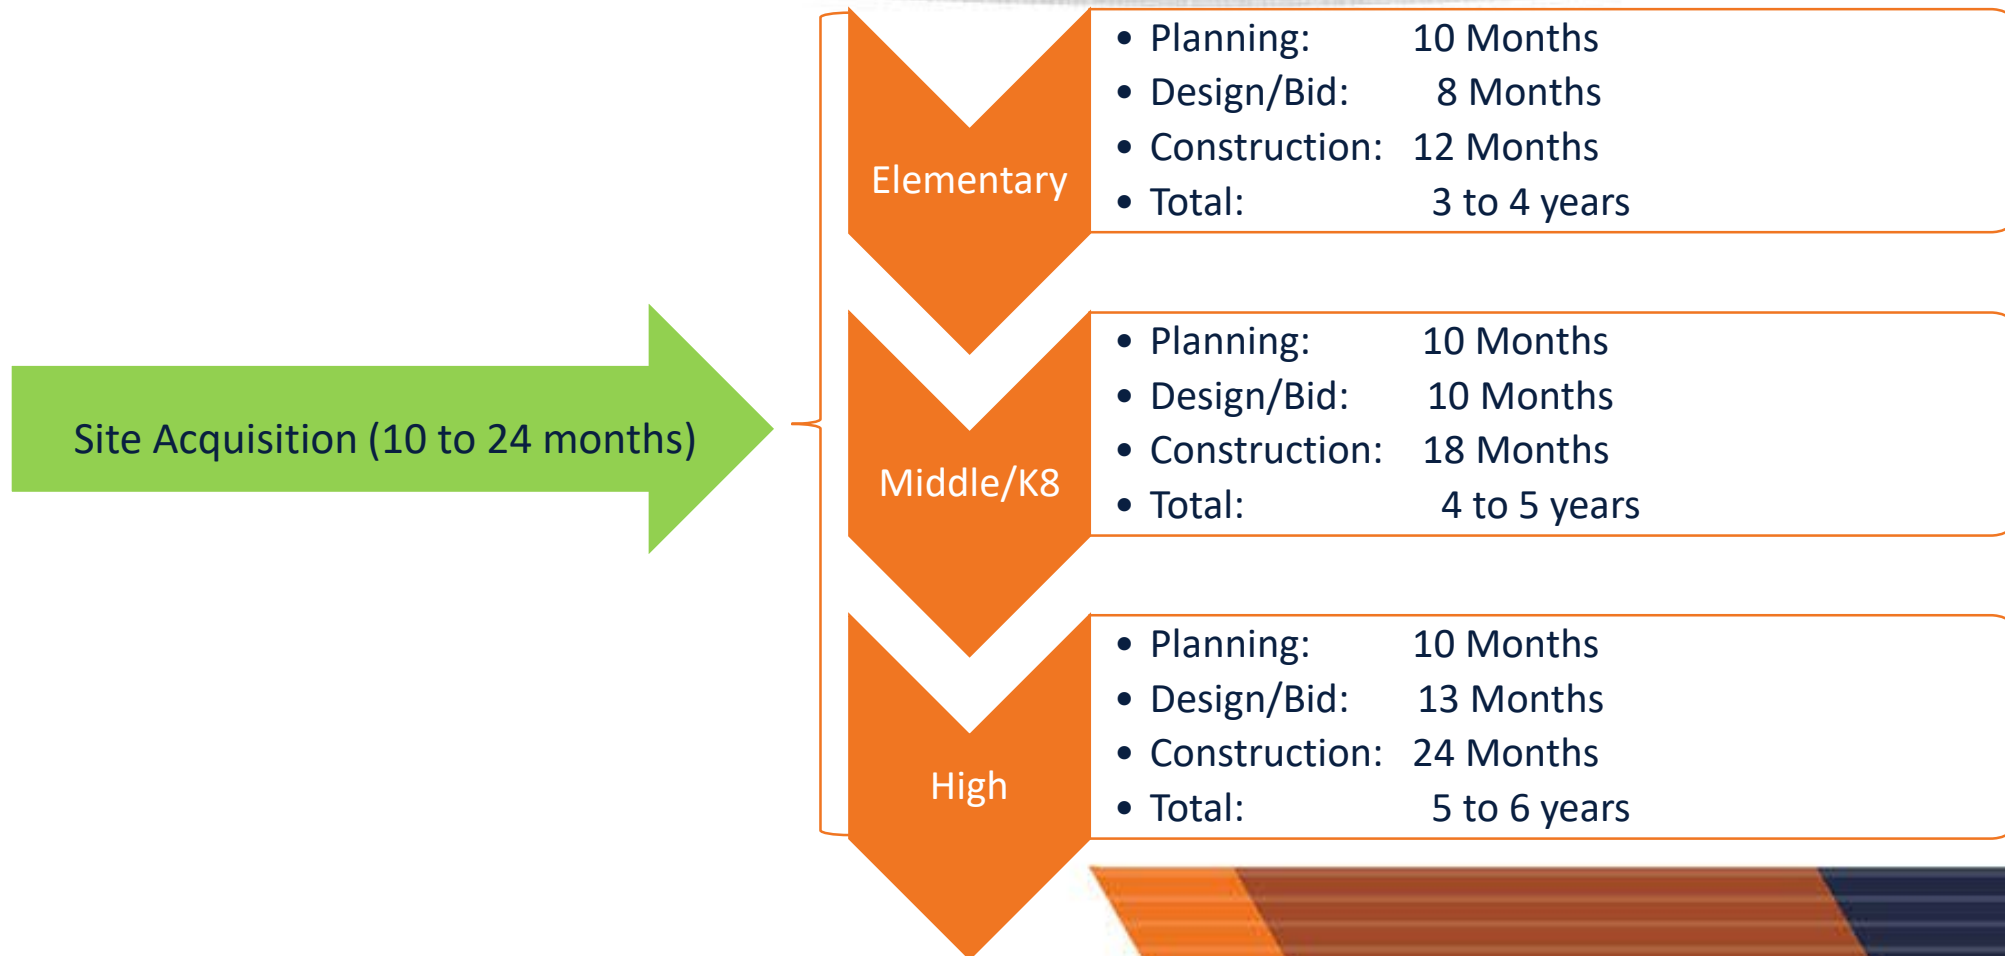 Site Acquisition (10 to 24 months)
Elementary
• Planning: 10 Months
• Design/Bid: 8 Months
• Construction: 12 Months
• Total: 3 to 4 years
Middle/K8
• Planning: 10 Months
• Design/Bid: 10 Months
• Construction: 18 Months
• Total: 4 to 5 years
High
• Planning: 10 Months
• Design/Bid: 13 Months
• Construction: 24 Months
• Total: 5 to 6 years